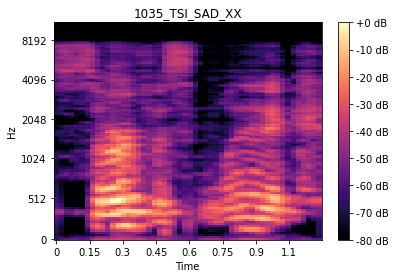 1035_TSI_SAD_XX
Hz
8192
4096
2048
1024
512
0
0 0.15 0.3 0.45 0.6 0.75 0.9 1.1
Time
+0 dB
-10 dB
-20 dB
-30 dB
-40 dB
-50 dB
-60 dB
-70 dB
-80 dB